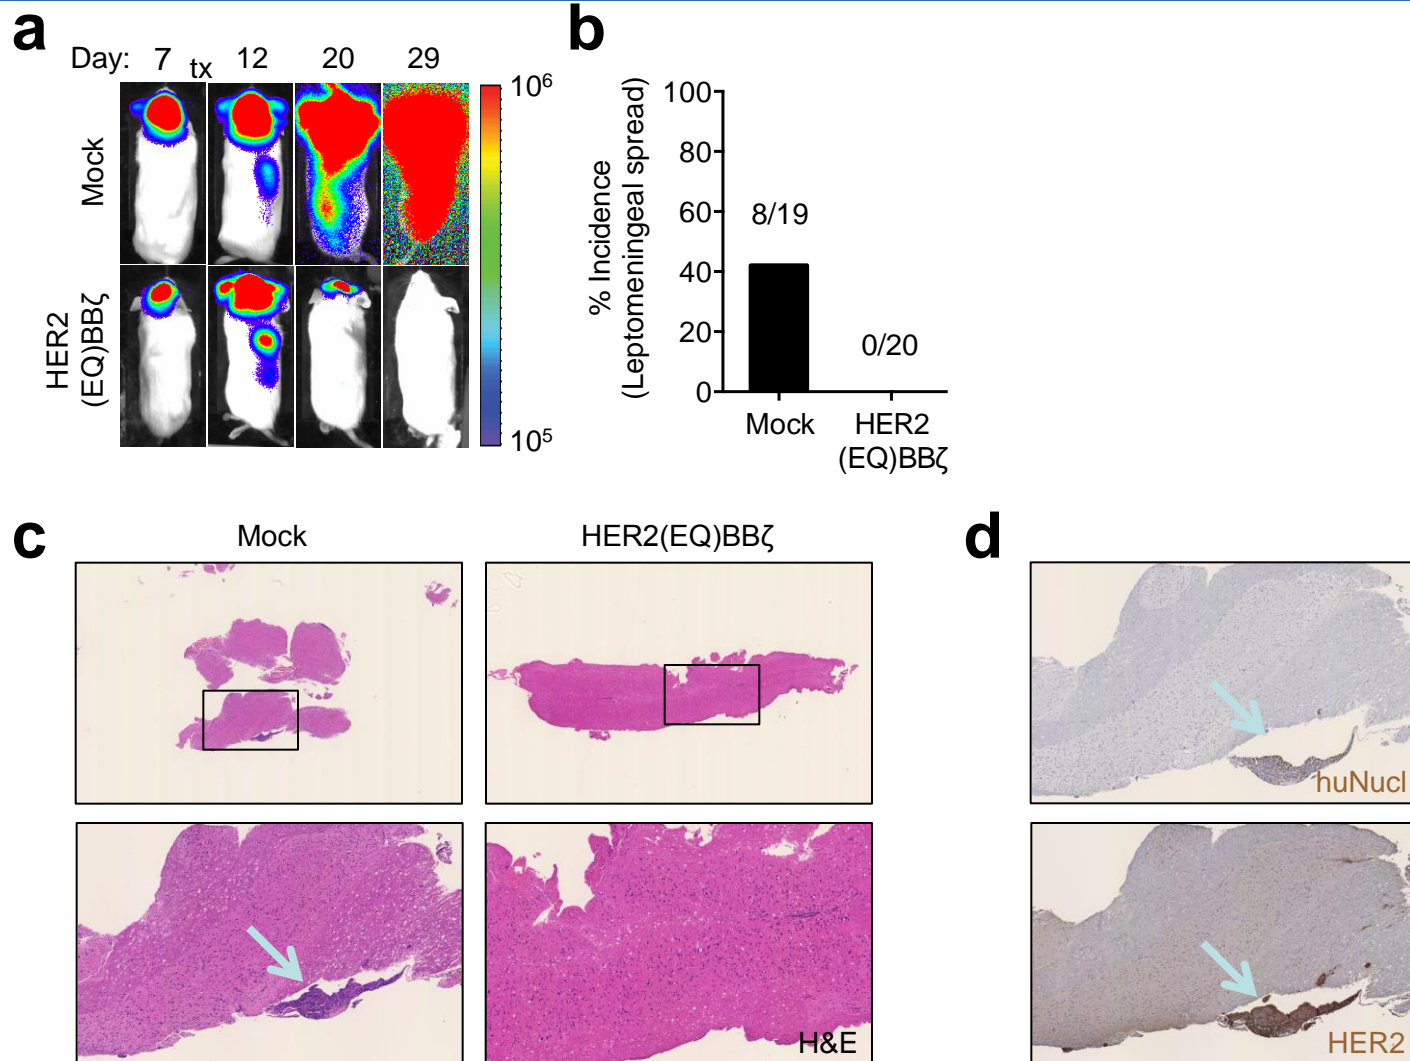 a
Day: 7 tx 12 20 29
Mock
HER2
(EQ)BBζ
10⁶
10⁵
b
% Incidence
(Leptomeningeal spread)
100
80
60
40
20
0
8/19
0/20
Mock
HER2
(EQ)BBζ
c
Mock
HER2(EQ)BBζ
H&E
d
huNucl
HER2